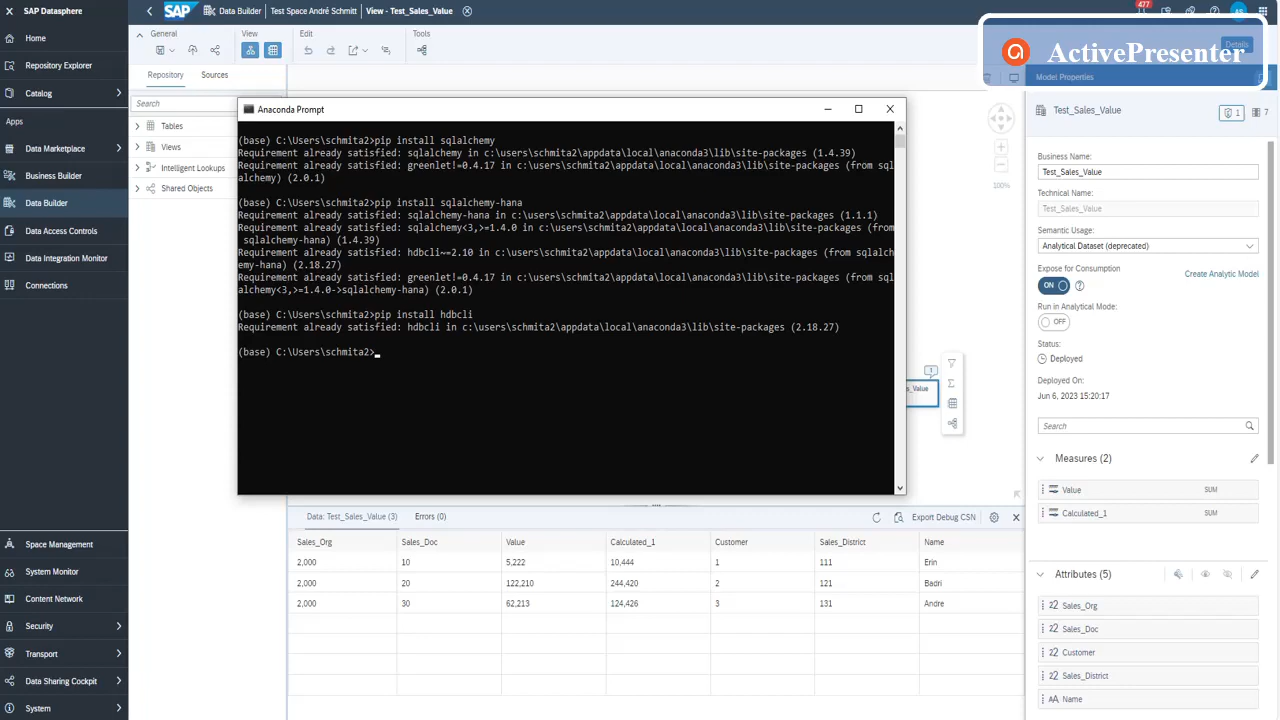 SAP Datasphere
SAP
Data Builder
Test Space André Schmitt
View - Test_Sales_Value
477
AS
Home
Repository Explorer
Catalog
Apps
Data Marketplace
Business Builder
Data Builder
Data Access Controls
Data Integration Monitor
Connections
Space Management
System Monitor
Content Network
Security
Transport
Data Sharing Cockpit
System
General
View
Edit
Tools
Details
ActivePresenter
Repository
Sources
Search
Tables
Views
Intelligent Lookups
Shared Objects
Anaconda Prompt
(base) C:\Users\schmita2>pip install sqlalchemy
Requirement already satisfied: sqlalchemy in c:\users\schmita2\appdata\local\anaconda3\lib\site-packages (1.4.39)
Requirement already satisfied: greenlet!=0.4.17 in c:\users\schmita2\appdata\local\anaconda3\lib\site-packages (from sql
alchemy) (2.0.1)
(base) C:\Users\schmita2>pip install sqlalchemy-hana
Requirement already satisfied: sqlalchemy-hana in c:\users\schmita2\appdata\local\anaconda3\lib\site-packages (1.1.1)
Requirement already satisfied: sqlalchemy<3,>=1.4.0 in c:\users\schmita2\appdata\local\anaconda3\lib\site-packages (from
sqlalchemy-hana) (1.4.39)
Requirement already satisfied: hdbcli~=2.10 in c:\users\schmita2\appdata\local\anaconda3\lib\site-packages (from sqlalch
emy-hana) (2.18.27)
Requirement already satisfied: greenlet!=0.4.17 in c:\users\schmita2\appdata\local\anaconda3\lib\site-packages (from sql
alchemy<3,>=1.4.0->sqlalchemy-hana) (2.0.1)
(base) C:\Users\schmita2>pip install hdbcli
Requirement already satisfied: hdbcli in c:\users\schmita2\appdata\local\anaconda3\lib\site-packages (2.18.27)
(base) C:\Users\schmita2>
100%
1
s_Value
Data: Test_Sales_Value (3)
Errors (0)
Export Debug CSN
Sales_Org Sales_Doc Value Calculated_1 Customer Sales_District Name
2,000 10 5,222 10,444 1 111 Erin
2,000 20 122,210 244,420 2 121 Badri
2,000 30 62,213 124,426 3 131 Andre
Model Properties
Test_Sales_Value
1
7
Business Name:
Test_Sales_Value
Technical Name:
Test_Sales_Value
Semantic Usage:
Analytical Dataset (deprecated)
Expose for Consumption
Create Analytic Model
ON
Run in Analytical Mode:
OFF
Status:
Deployed
Deployed On:
Jun 6, 2023 15:20:17
Search
Measures (2)
Value SUM
Calculated_1 SUM
Attributes (5)
Sales_Org
Sales_Doc
Customer
Sales_District
Name